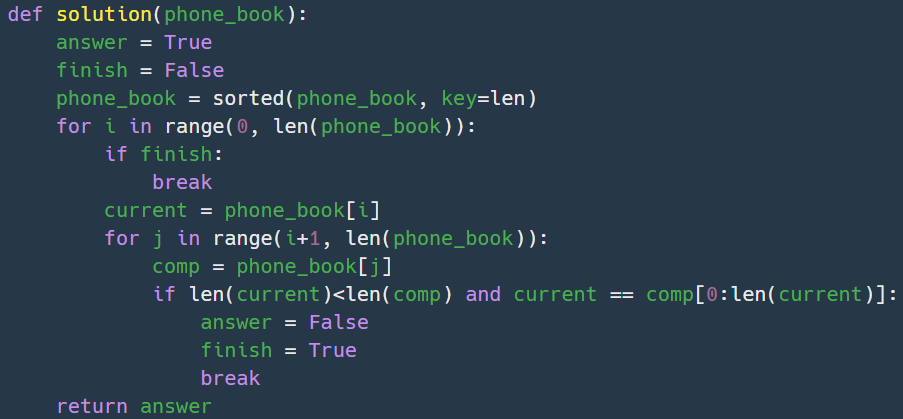 def solution(phone_book):
    answer = True
    finish = False
    phone_book = sorted(phone_book, key=len)
    for i in range(0, len(phone_book)):
        if finish:
            break
        current = phone_book[i]
        for j in range(i+1, len(phone_book)):
            comp = phone_book[j]
            if len(current)<len(comp) and current == comp[0:len(current)]:
                answer = False
                finish = True
                break
    return answer